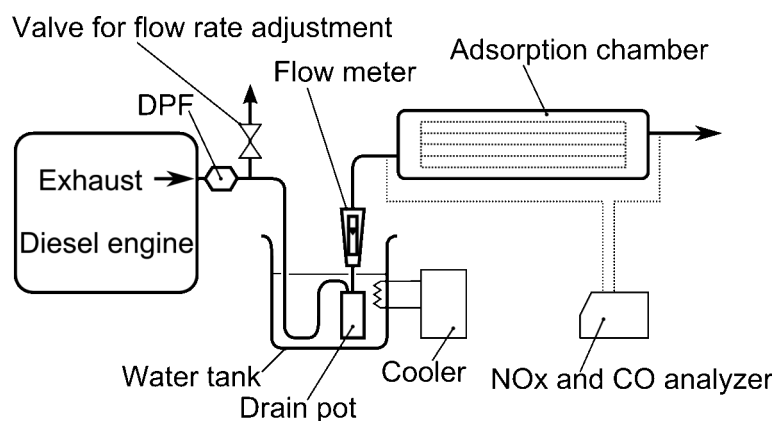 Valve for flow rate adjustment
Adsorption chamber
Flow meter
DPF
Exhaust
Diesel engine
Water tank
Drain pot
Cooler
NOx and CO analyzer